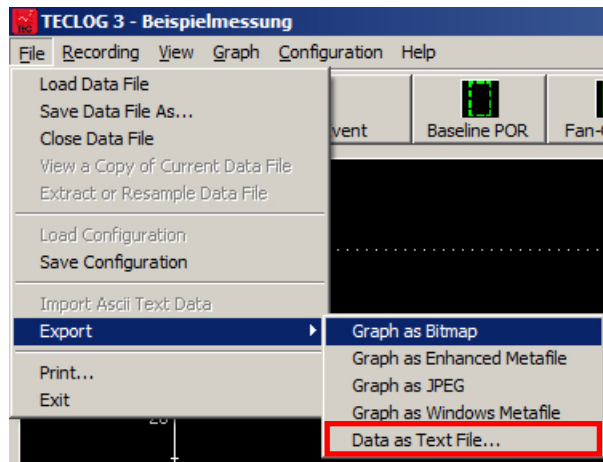 TEC TECLOG 3 - Beispielmessung
File Recording View Graph Configuration Help
Load Data File
Save Data File As...
Close Data File
View a Copy of Current Data File
Extract or Resample Data File
Load Configuration
Save Configuration
Import Ascii Text Data
Export
Print...
Exit
vent Baseline POR Fan-
Graph as Bitmap
Graph as Enhanced Metafile
Graph as JPEG
Graph as Windows Metafile
Data as Text File...